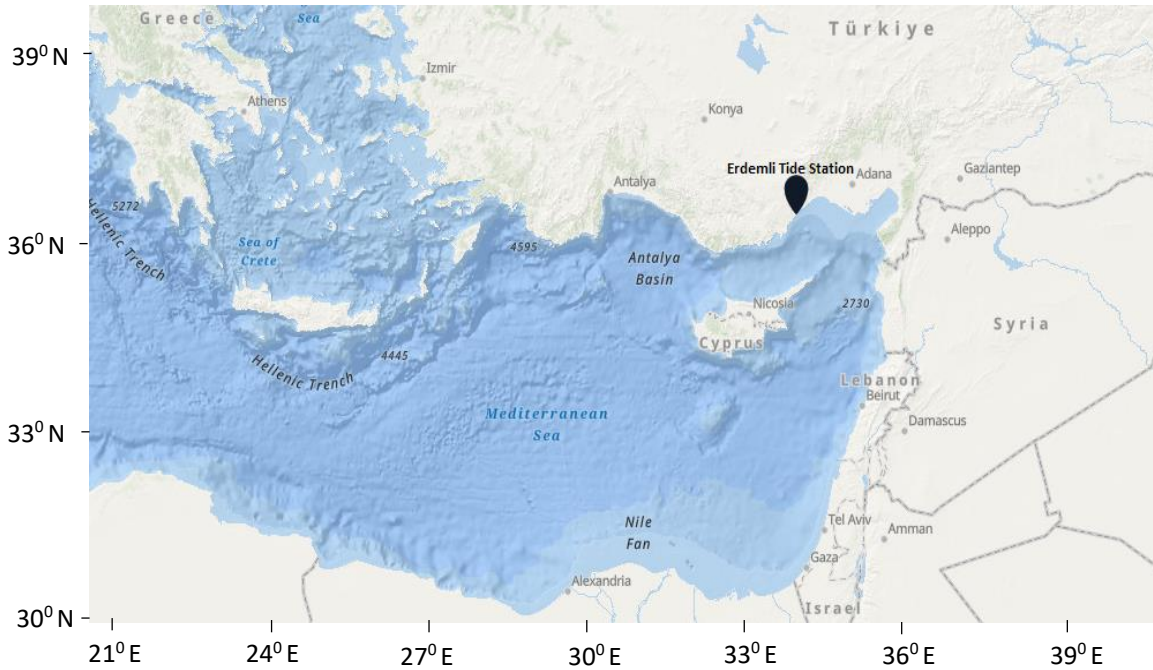 Greece
Sea
Türkiye
39⁰ N
Izmir
Athens
Konya
Erdemli Tide Station
Adana
Gaziantep
Antalya
5272
Hellenic Trench
36⁰ N
Sea of
Crete
4595
Antalya
Basin
Aleppo
Nicosia
2730
Cyprus
Syria
4445
Hellenic Trench
Lebanon
Beirut
Mediterranean
Sea
Damascus
33⁰ N
Nile
Fan
Tel Aviv
Amman
Gaza
Alexandria
Israel
30⁰ N
21⁰ E
24⁰ E
27⁰ E
30⁰ E
33⁰ E
36⁰ E
39⁰ E